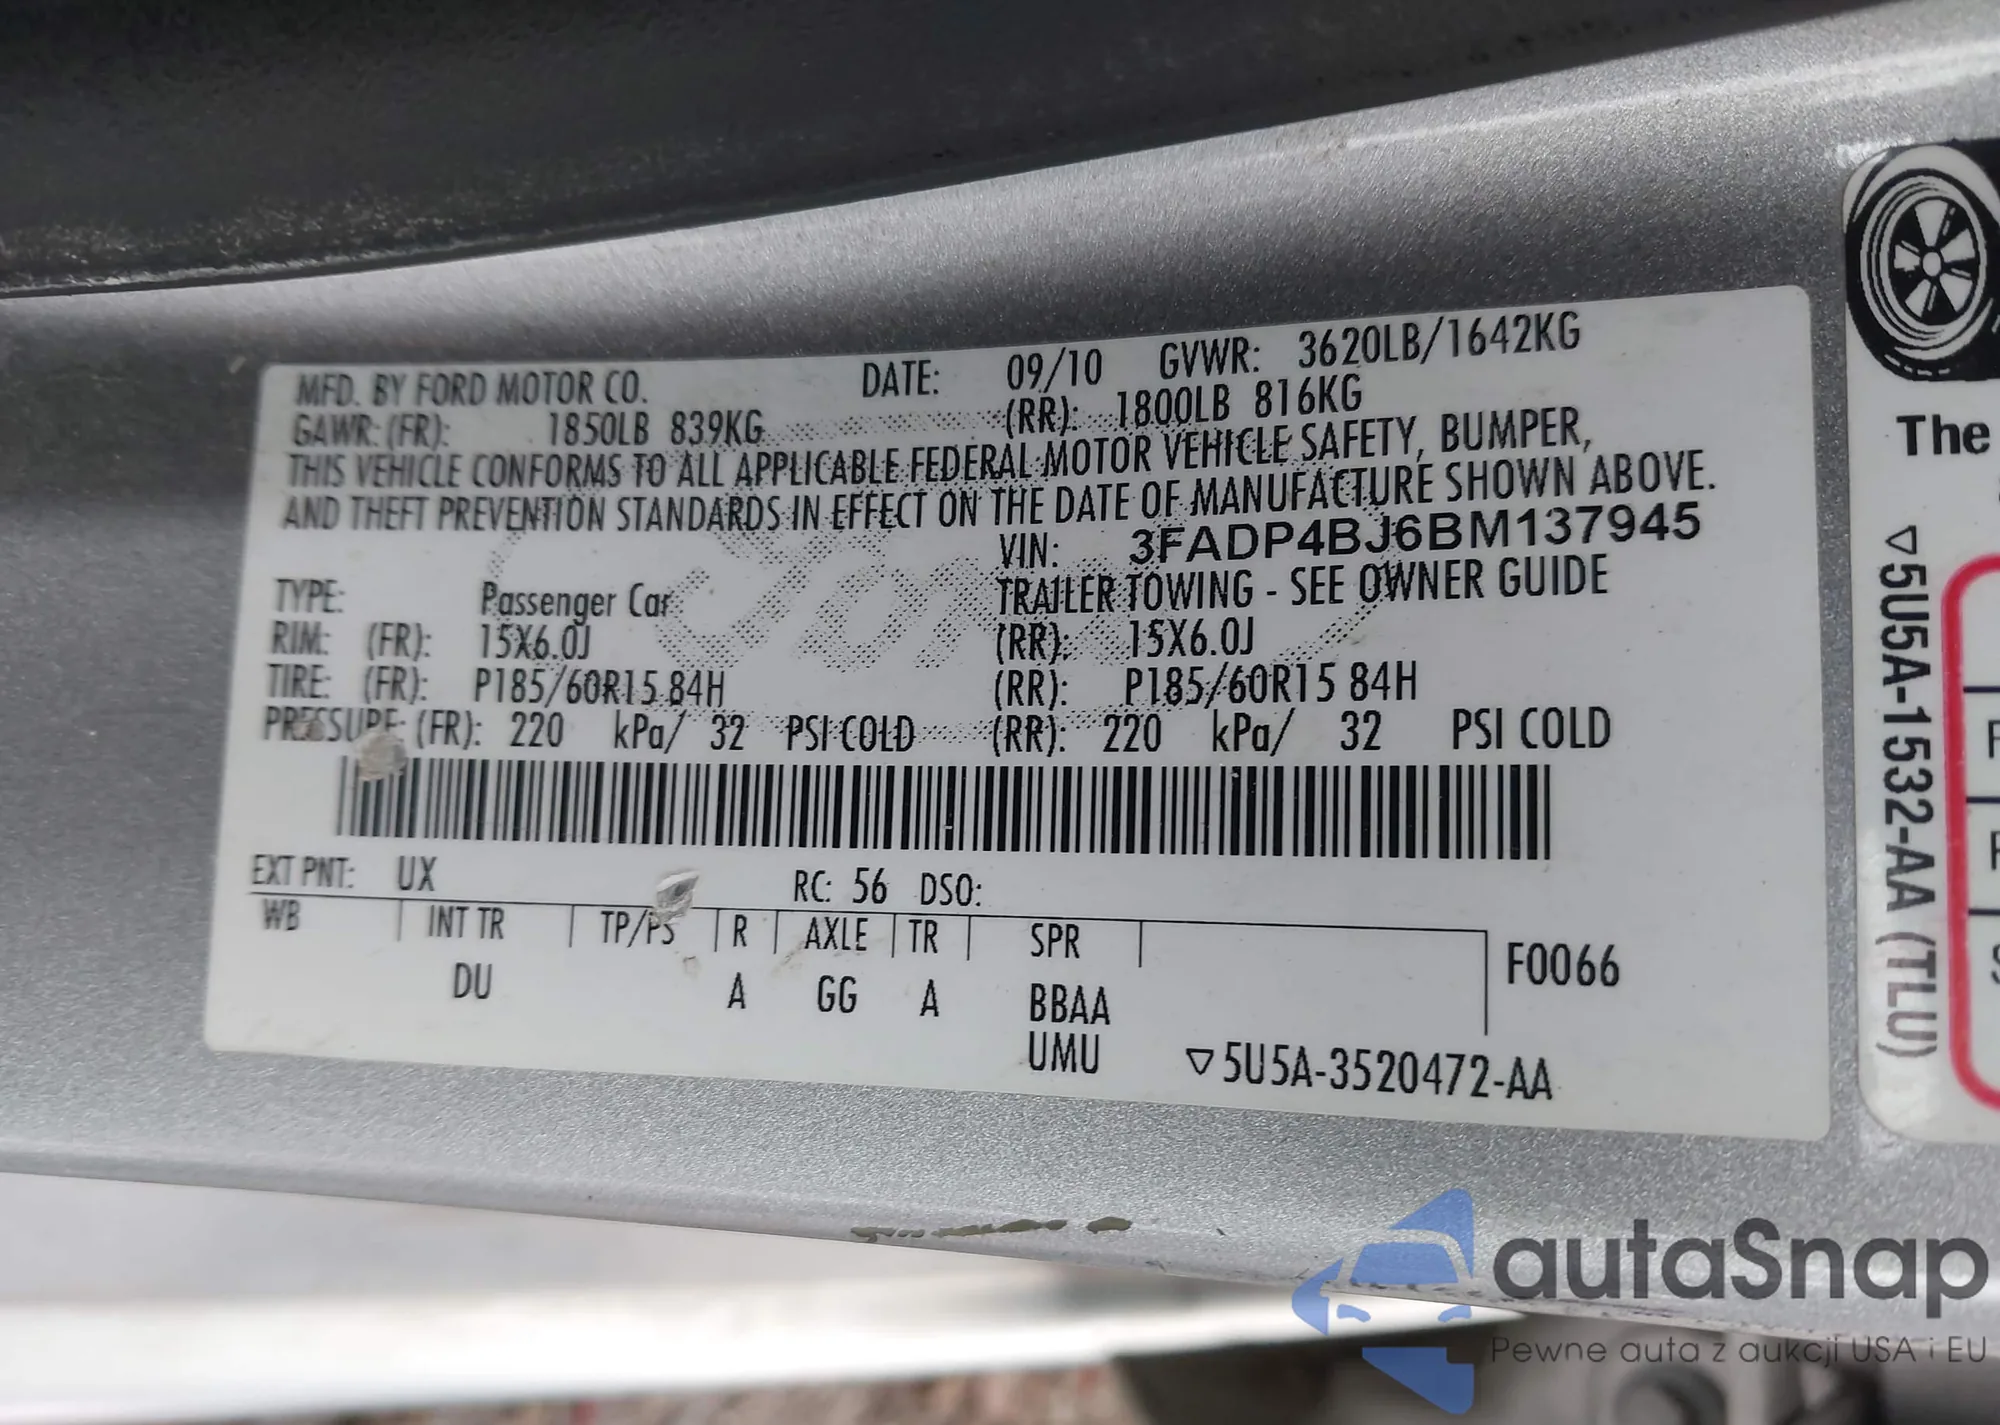 MFD. BY FORD MOTOR CO. DATE: 09/10 GVWR: 3620LB/1642KG
GAWR: (FR): 1850LB 839KG (RR): 1800LB 816KG
THIS VEHICLE CONFORMS TO ALL APPLICABLE FEDERAL MOTOR VEHICLE SAFETY, BUMPER,
AND THEFT PREVENTION STANDARDS IN EFFECT ON THE DATE OF MANUFACTURE SHOWN ABOVE.
VIN: 3FADP4BJ6BM137945
TYPE: Passenger Car TRAILER TOWING - SEE OWNER GUIDE
RIM: (FR): 15X6.0J (RR): 15X6.0J
TIRE: (FR): P185/60R15 84H (RR): P185/60R15 84H
PRESSURE: (FR): 220 kPa/ 32 PSI COLD (RR): 220 kPa/ 32 PSI COLD
EXT PNT: UX RC: 56 DSO:
WB INT TR TP/PS R AXLE TR SPR
F0066
DU A GG A BBAA
UMU ▽5U5A-3520472-AA
The
▽5U5A-1532-AA (TLU)
autaSnap
Pewne auta z aukcji USA i EU